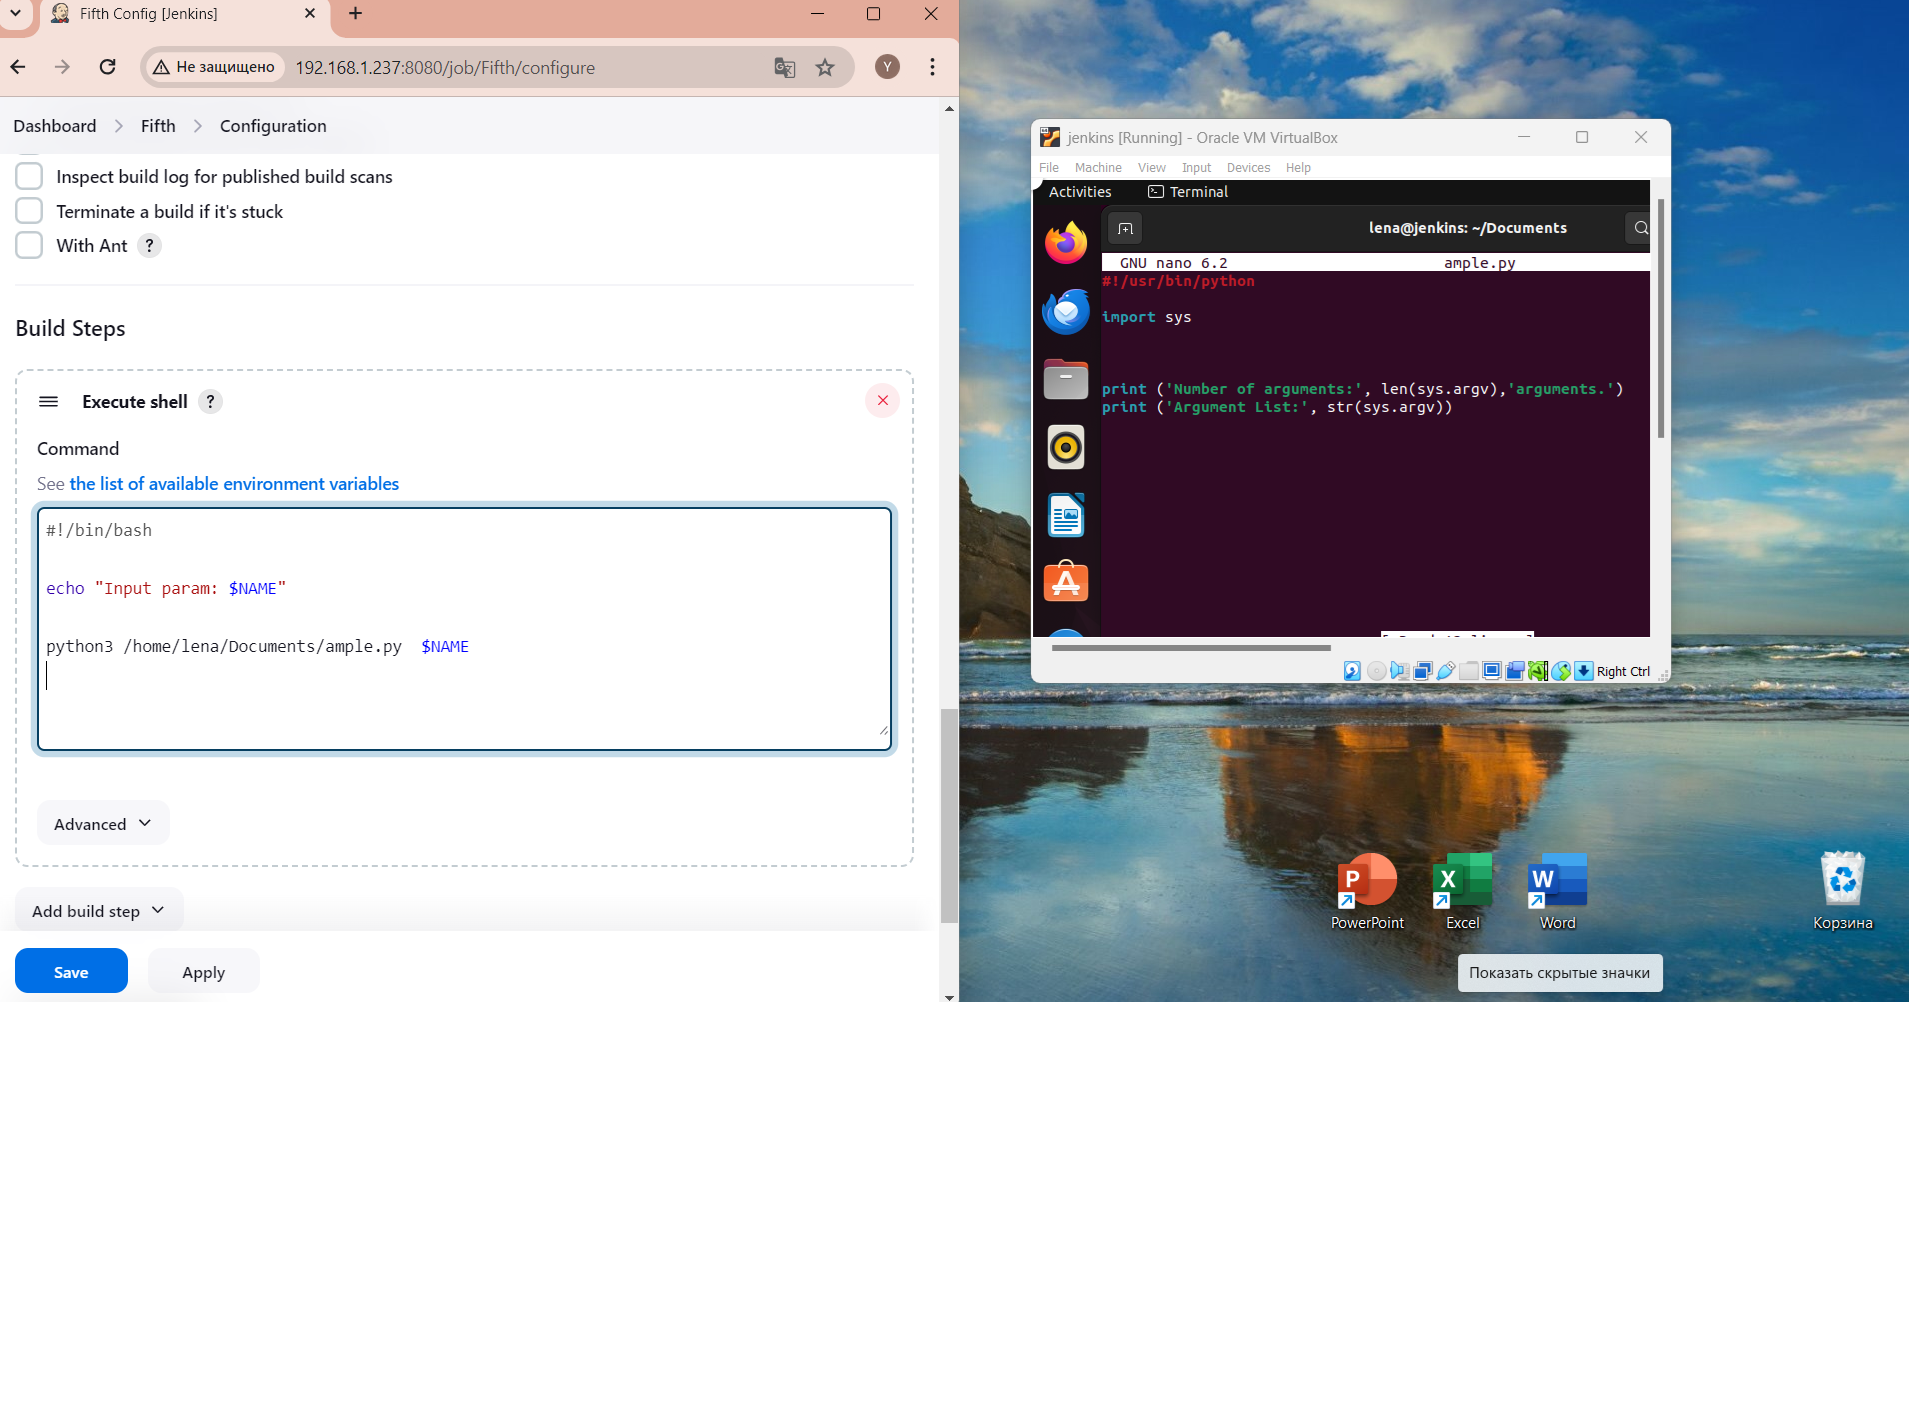 Fifth Config [Jenkins]
Не защищено
192.168.1.237:8080/job/Fifth/configure
Y
Dashboard
Fifth
Configuration
Inspect build log for published build scans
Terminate a build if it's stuck
With Ant ?
Build Steps
Execute shell ?
Command
See the list of available environment variables
#!/bin/bash
echo "Input param: $NAME"
python3 /home/lena/Documents/ample.py $NAME
Advanced
Add build step
Save
Apply
jenkins [Running] - Oracle VM VirtualBox
File Machine View Input Devices Help
Activities
Terminal
lena@jenkins: ~/Documents
GNU nano 6.2
ample.py
#!/usr/bin/python
import sys
print ('Number of arguments:', len(sys.argv),'arguments.')
print ('Argument List:', str(sys.argv))
Right Ctrl
PowerPoint
Excel
Word
Корзина
Показать скрытые значки